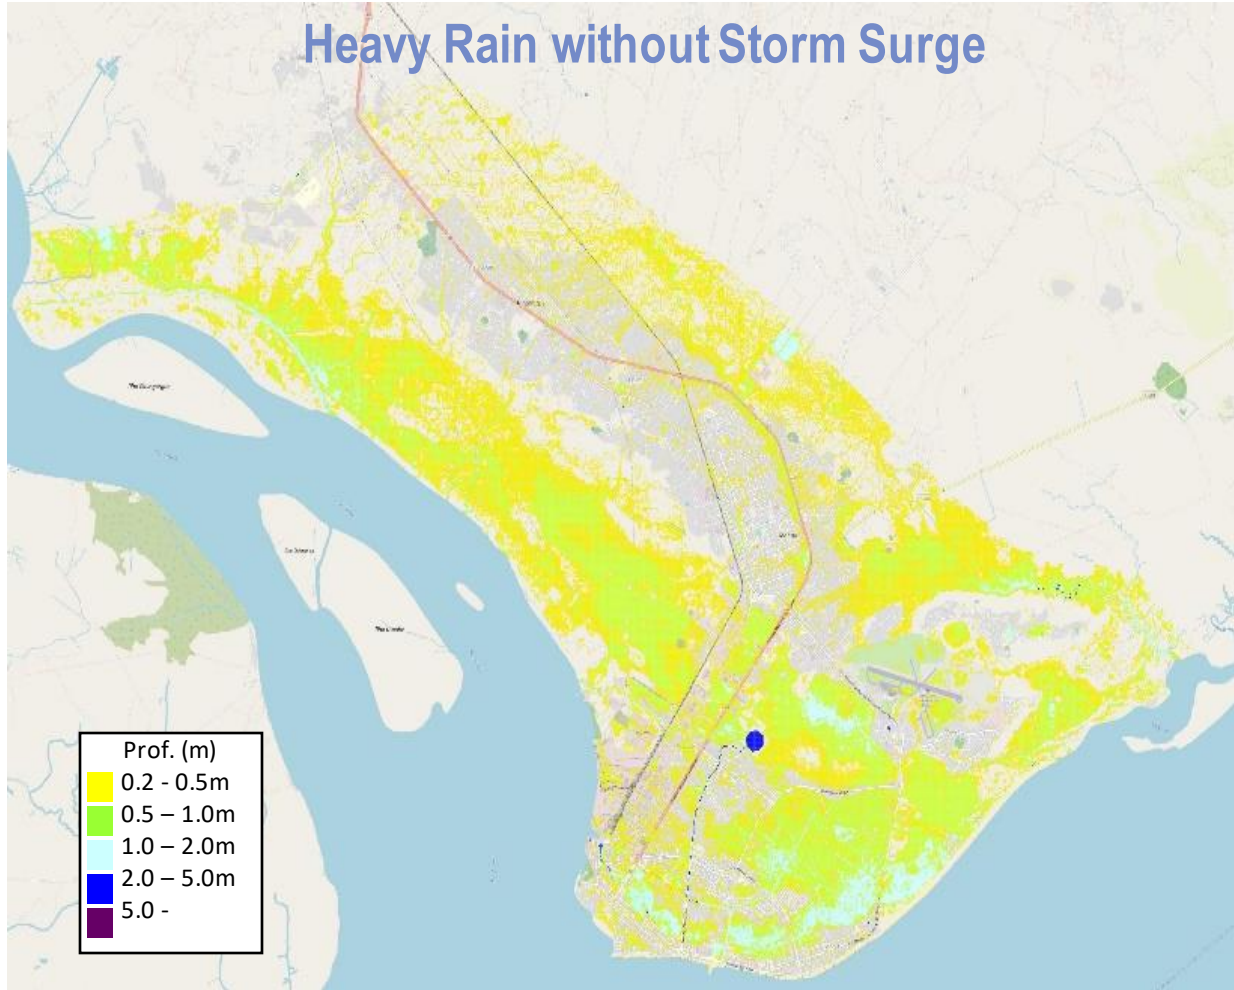 Heavy Rain without Storm Surge
Prof. (m)
0.2 - 0.5m
0.5 – 1.0m
1.0 – 2.0m
2.0 – 5.0m
5.0 -